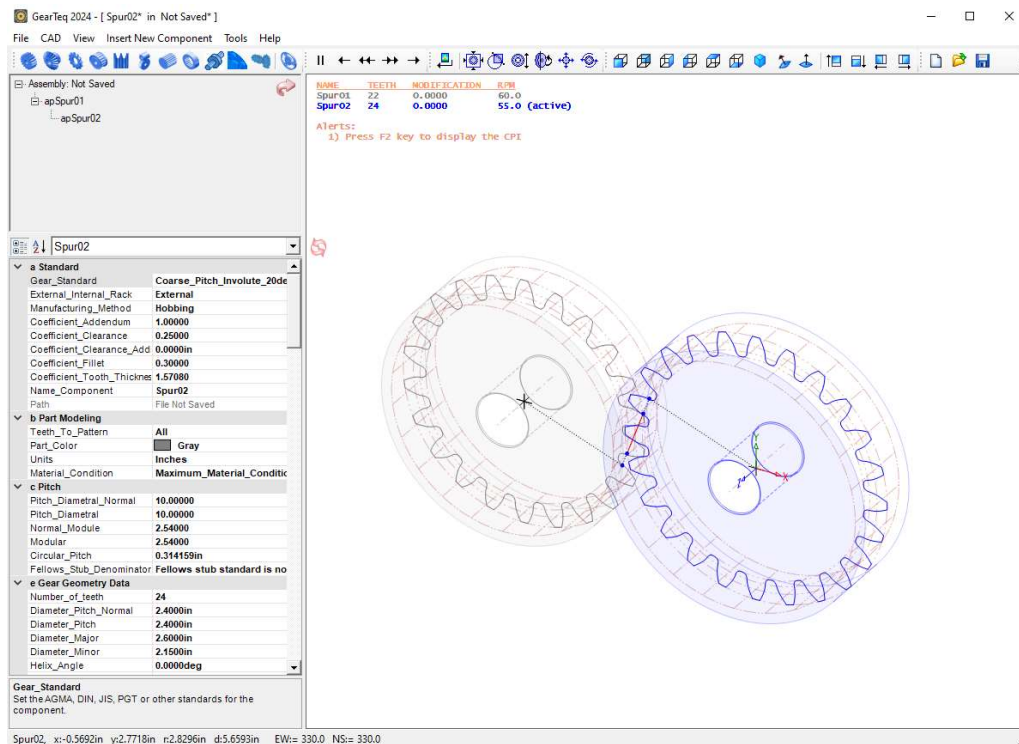 GearTeq 2024 - [ Spur02* in Not Saved* ]
File CAD View Insert New Component Tools Help
Assembly: Not Saved
apSpur01
apSpur02
NAME TEETH MODIFICATION RPM
Spur01 22 0.0000 60.0
Spur02 24 0.0000 55.0 (active)
Alerts:
1) Press F2 key to display the CPI
Spur02
a Standard
Gear_Standard Coarse_Pitch_Involute_20de
External_Internal_Rack External
Manufacturing_Method Hobbing
Coefficient_Addendum 1.00000
Coefficient_Clearance 0.25000
Coefficient_Clearance_Add 0.0000in
Coefficient_Fillet 0.30000
Coefficient_Tooth_Thicknes 1.57080
Name_Component Spur02
Path File Not Saved
b Part Modeling
Teeth_To_Pattern All
Part_Color Gray
Units Inches
Material_Condition Maximum_Material_Conditic
c Pitch
Pitch_Diametral_Normal 10.00000
Pitch_Diametral 10.00000
Normal_Module 2.54000
Modular 2.54000
Circular_Pitch 0.314159in
Fellows_Stub_Denominator Fellows stub standard is no
e Gear Geometry Data
Number_of_teeth 24
Diameter_Pitch_Normal 2.4000in
Diameter_Pitch 2.4000in
Diameter_Major 2.6000in
Diameter_Minor 2.1500in
Helix_Angle 0.0000deg
Y
X
Gear_Standard
Set the AGMA, DIN, JIS, PGT or other standards for the
component.
Spur02, x:-0.5692in y:2.7718in r:2.8296in d:5.6593in EW:= 330.0 NS:= 330.0